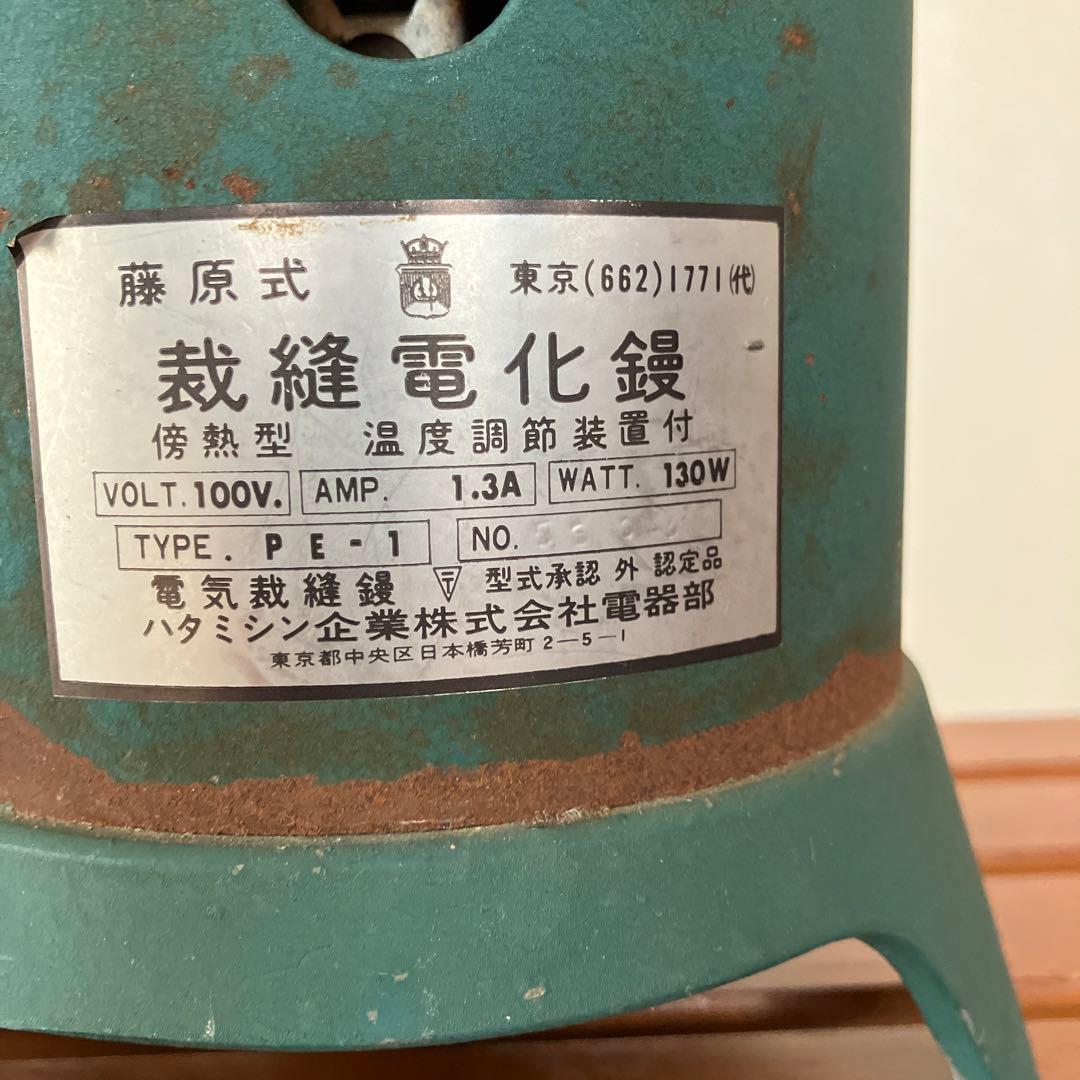 藤原式 東京(662)1771(代)
裁縫電化鏝
傍熱型 温度調節装置付
VOLT. 100V. AMP. 1.3A WATT. 130W
TYPE. PE-1 NO.
電気裁縫鏝 〒 型式承認外認定品
ハタミシン企業株式会社電器部
東京都中央区日本橋芳町2-5-1